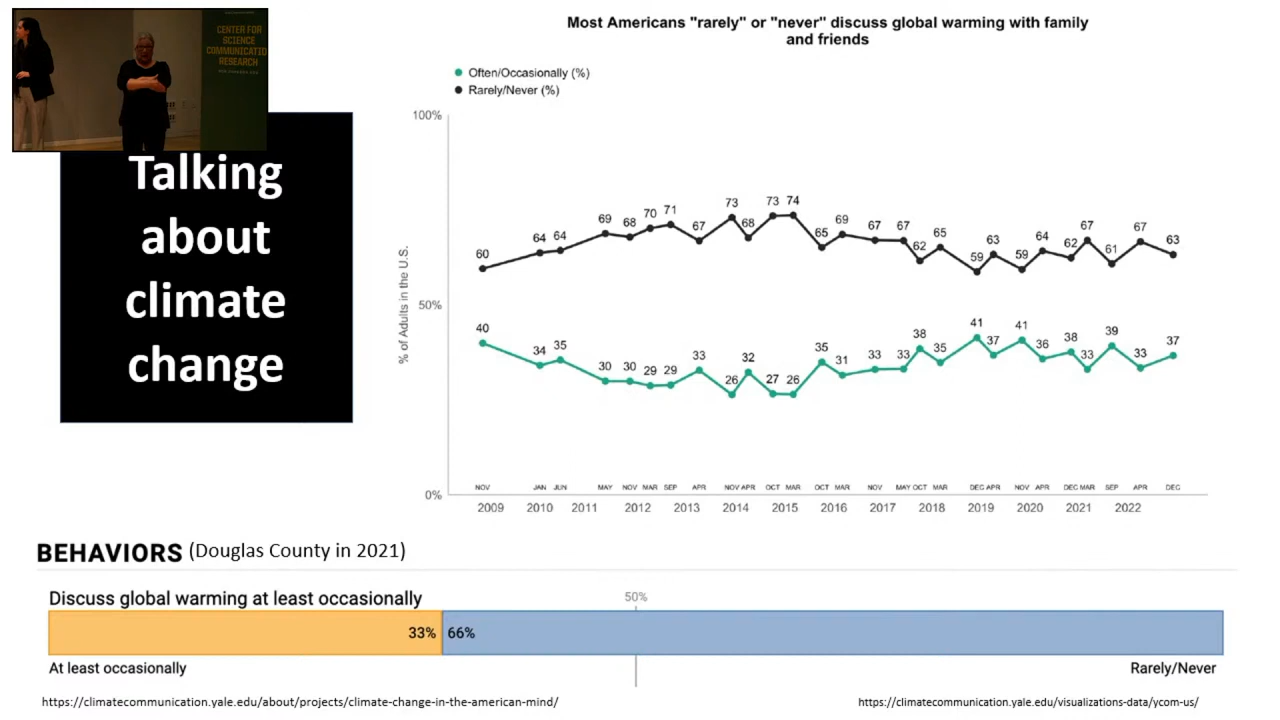 CENTER FOR
SCIENCE
COMMUNICATIO
RESEARCH
Talking
about
climate
change
Most Americans "rarely" or "never" discuss global warming with family
and friends
Often/Occasionally (%)
Rarely/Never (%)
% of Adults in the U.S.
100%
50%
0%
60 64 64 69 68 70 71 67 73 68 73 74 65 69 67 67 62 65 59 63 59 64 62 67 61 67 63
40 34 35 30 30 29 29 33 26 32 27 26 35 31 33 33 38 35 41 37 41 36 38 33 39 33 37
NOV JAN JUN MAY NOV MAR SEP APR NOV APR OCT MAR OCT MAR NOV MAY OCT MAR DEC APR NOV APR DEC MAR SEP APR DEC
2009 2010 2011 2012 2013 2014 2015 2016 2017 2018 2019 2020 2021 2022
BEHAVIORS (Douglas County in 2021)
Discuss global warming at least occasionally
50%
33% 66%
At least occasionally Rarely/Never
https://climatecommunication.yale.edu/about/projects/climate-change-in-the-american-mind/
https://climatecommunication.yale.edu/visualizations-data/ycom-us/